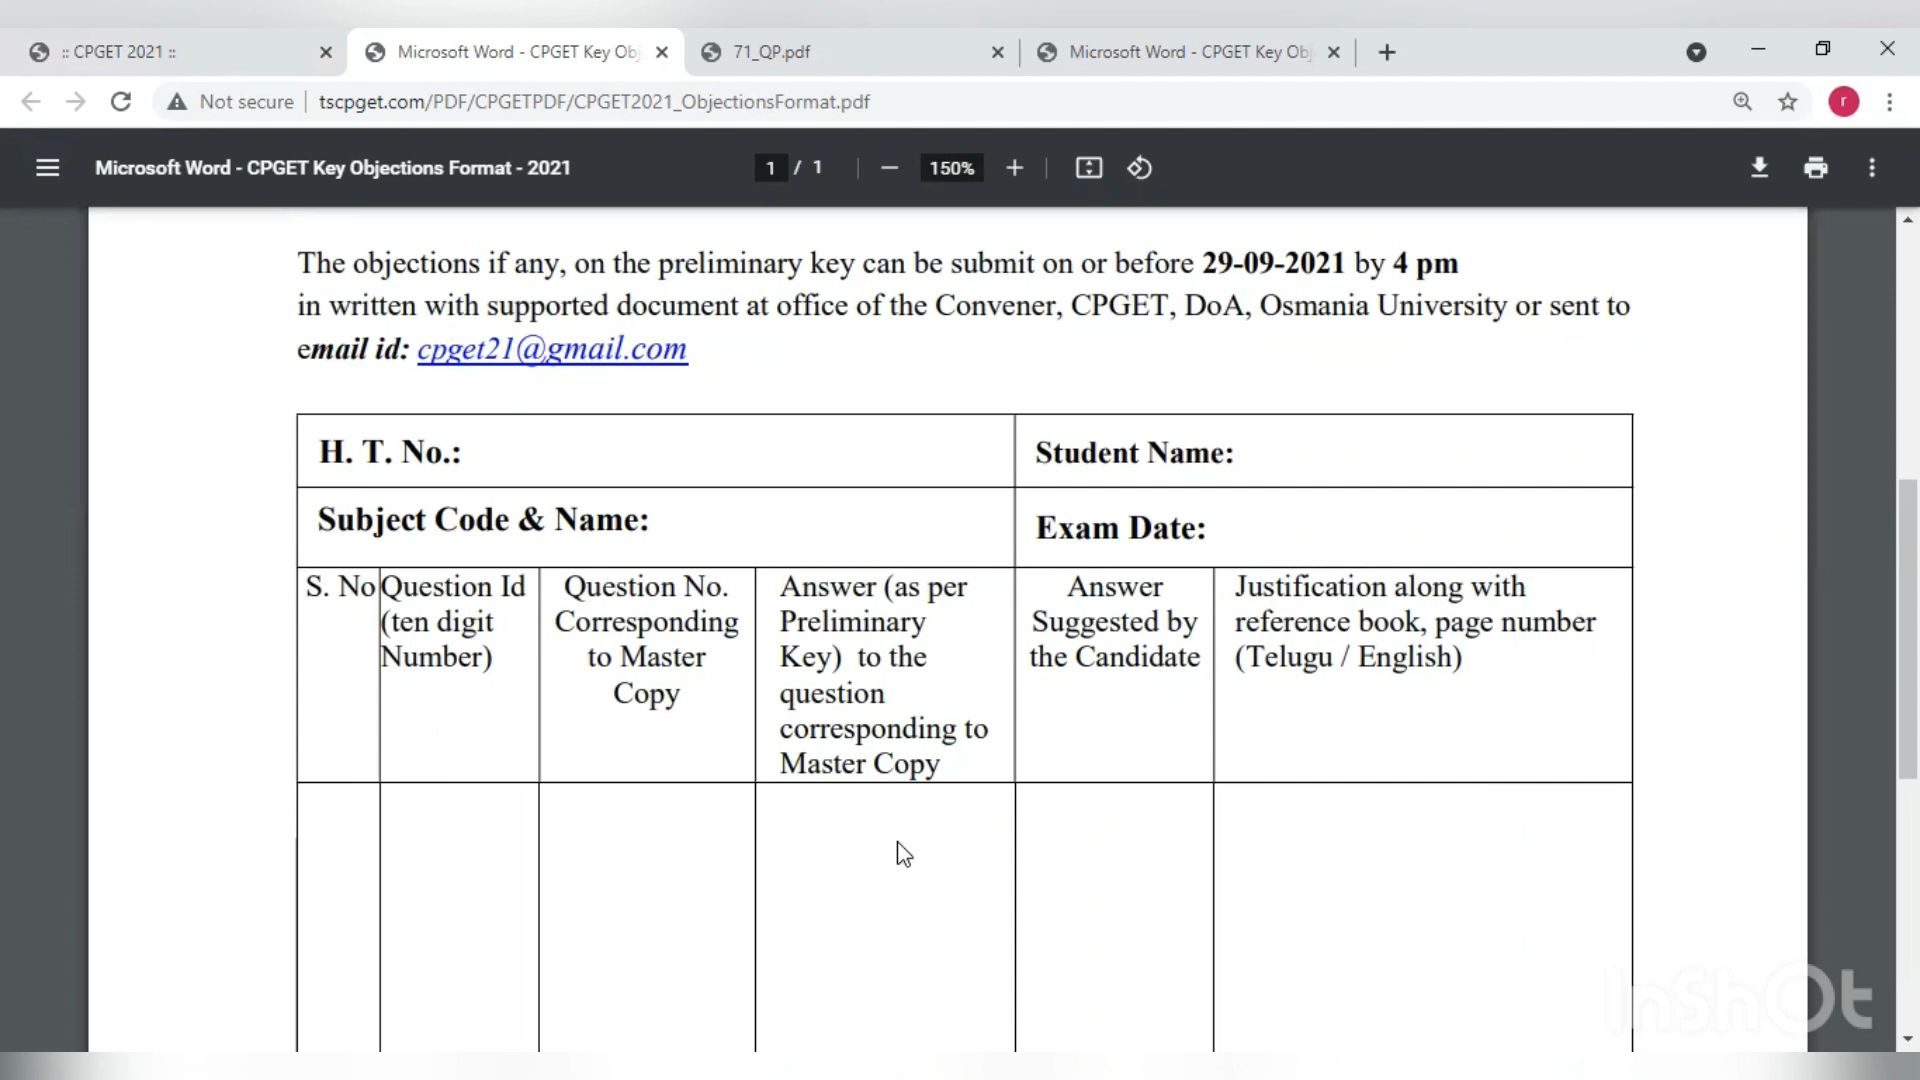 :: CPGET 2021 ::
Microsoft Word - CPGET Key Obj
71_QP.pdf
Microsoft Word - CPGET Key Obj
Not secure
tscpget.com/PDF/CPGETPDF/CPGET2021_ObjectionsFormat.pdf
r
Microsoft Word - CPGET Key Objections Format - 2021
1 / 1
150%
The objections if any, on the preliminary key can be submit on or before 29-09-2021 by 4 pm
in written with supported document at office of the Convener, CPGET, DoA, Osmania University or sent to
email id: cpget21@gmail.com
H. T. No.:
Student Name:
Subject Code & Name:
Exam Date:
S. No
Question Id
(ten digit
Number)
Question No.
Corresponding
to Master
Copy
Answer (as per
Preliminary
Key) to the
question
corresponding to
Master Copy
Answer
Suggested by
the Candidate
Justification along with
reference book, page number
(Telugu / English)
InShOt